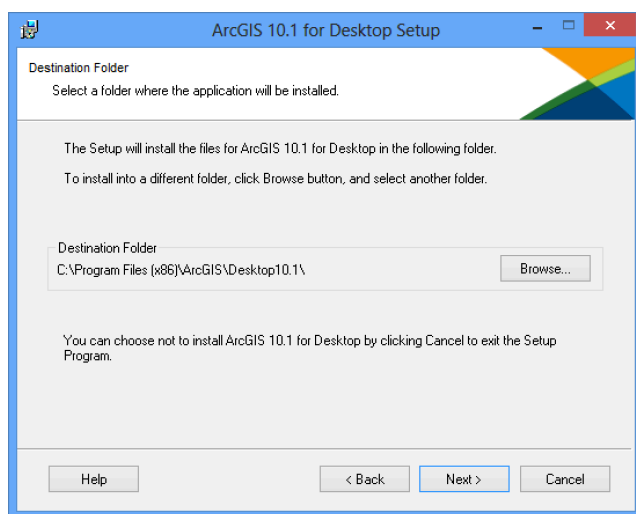 ArcGIS 10.1 for Desktop Setup
Destination Folder
Select a folder where the application will be installed.
The Setup will install the files for ArcGIS 10.1 for Desktop in the following folder.
To install into a different folder, click Browse button, and select another folder.
Destination Folder
C:\Program Files (x86)\ArcGIS\Desktop10.1\
Browse...
You can choose not to install ArcGIS 10.1 for Desktop by clicking Cancel to exit the Setup
Program.
Help
< Back
Next >
Cancel